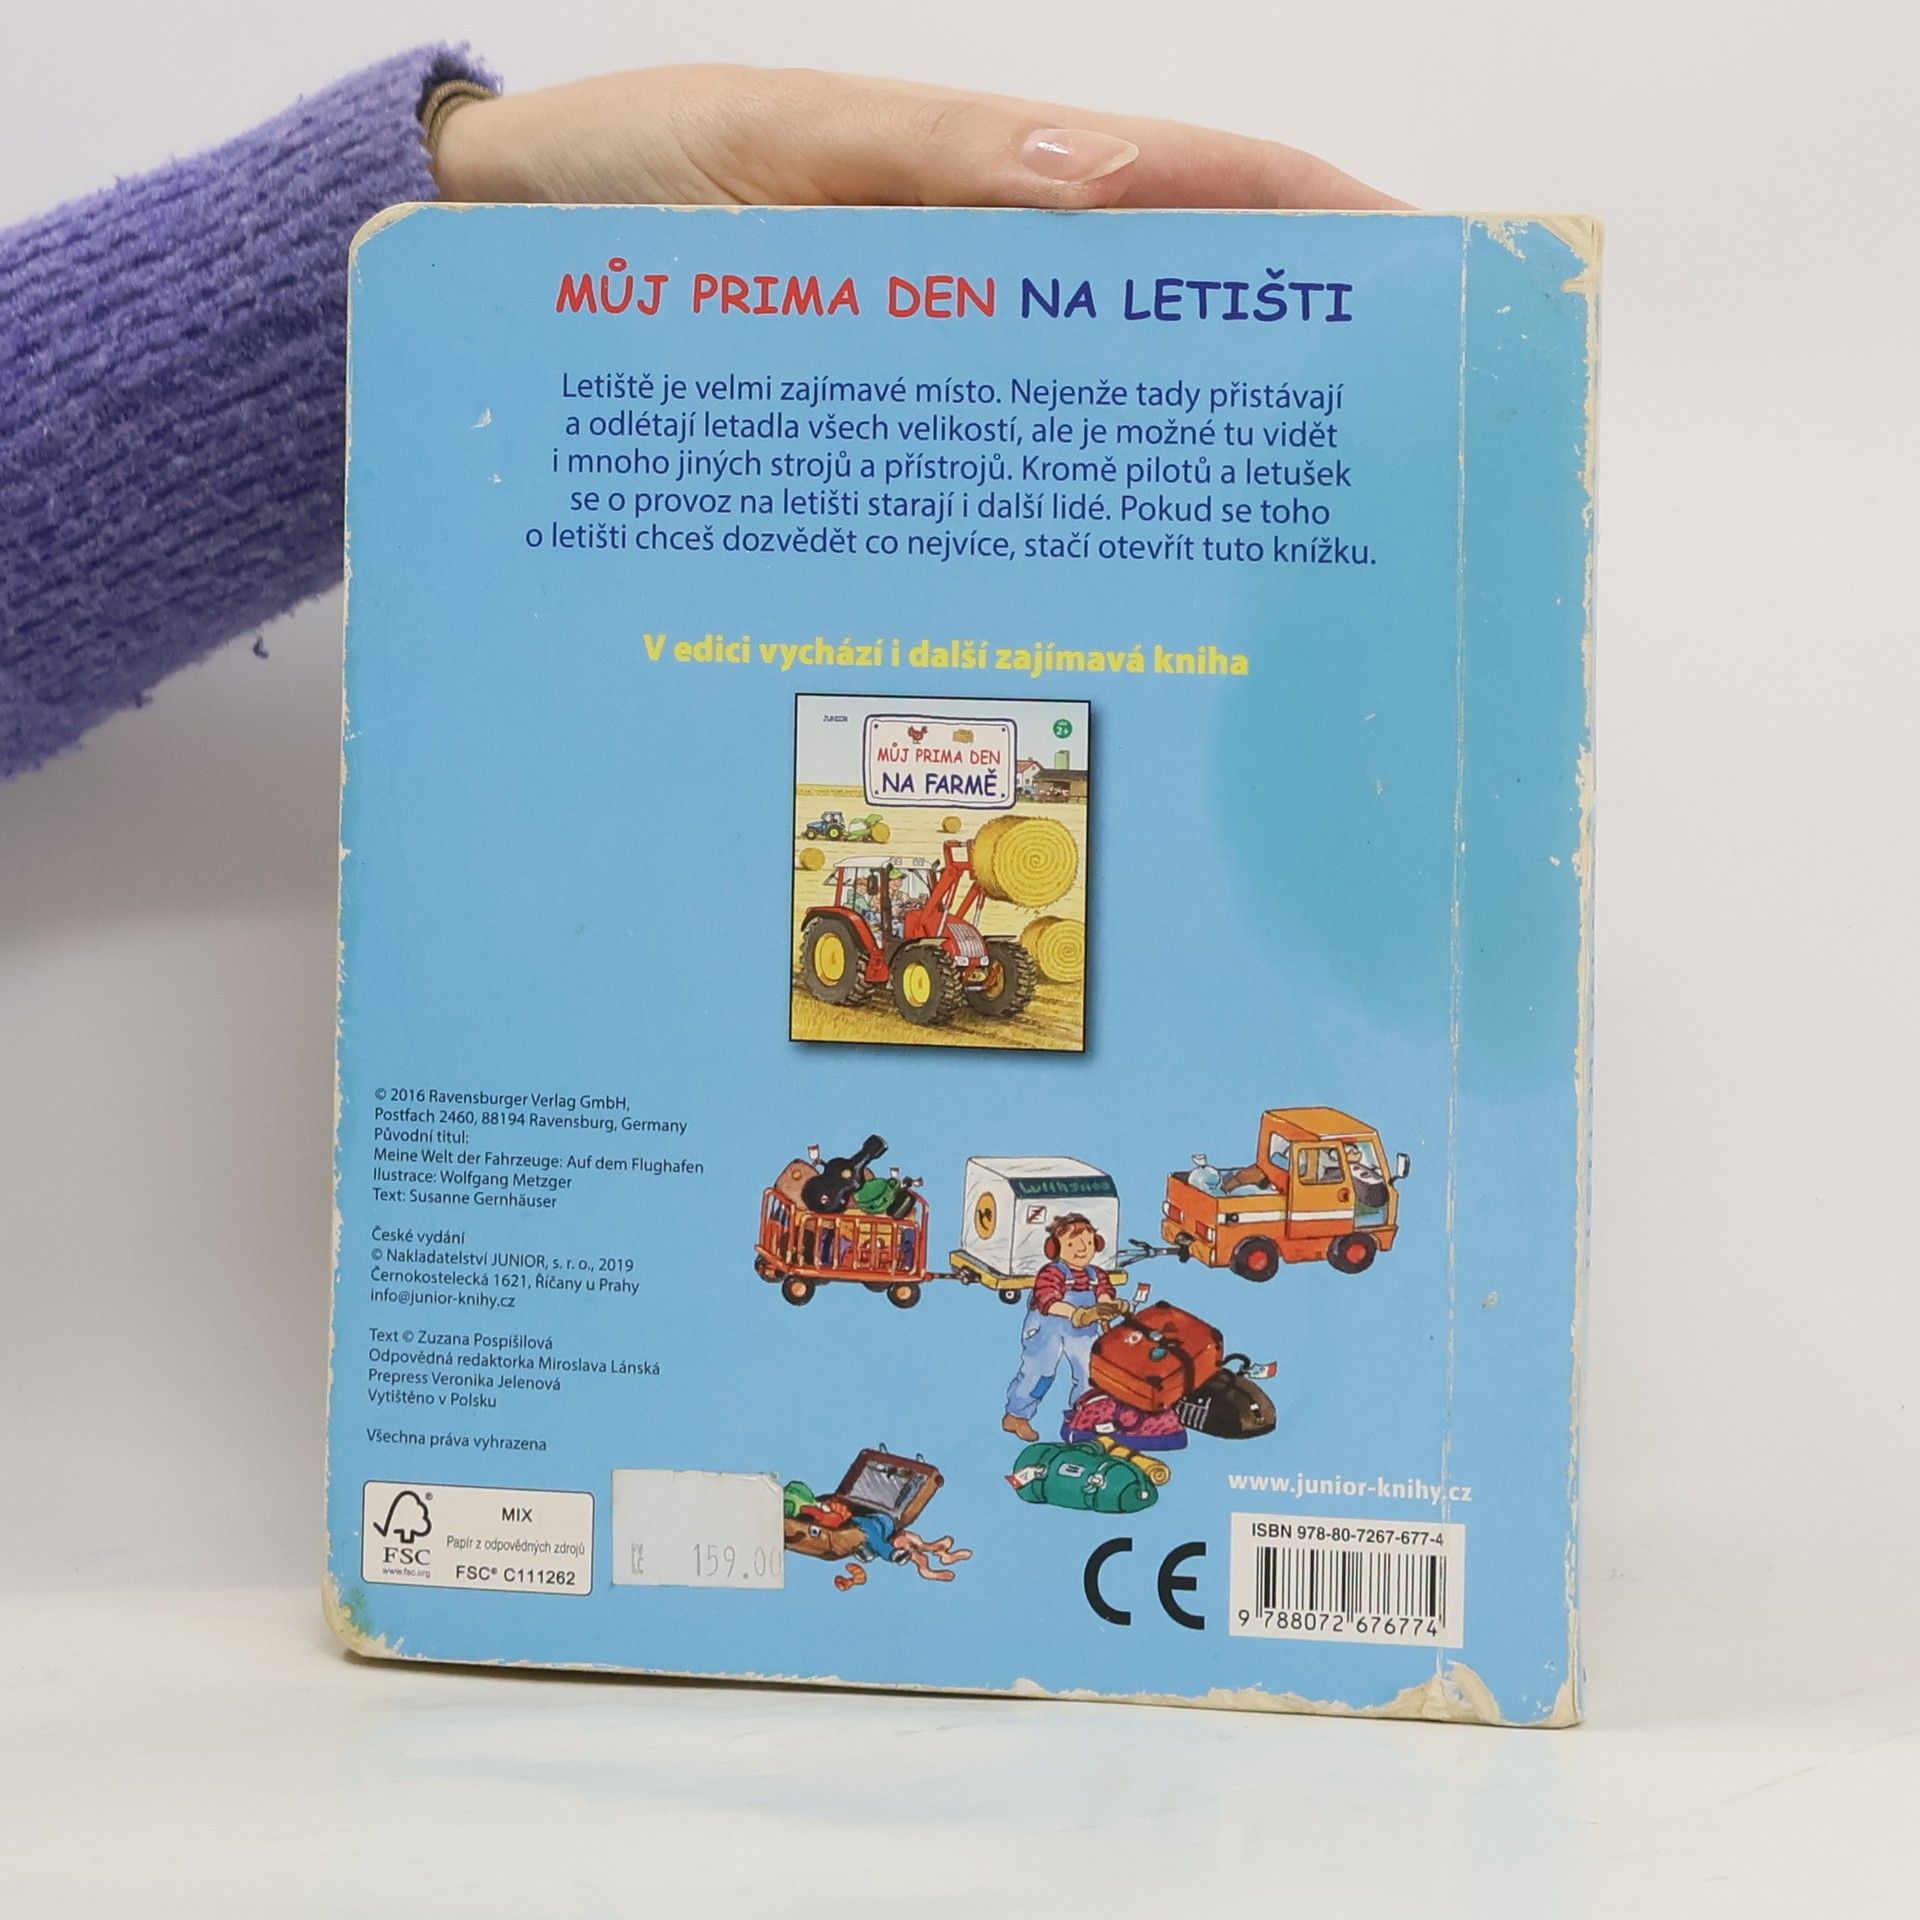 MŮJ PRIMA DEN NA LETIŠTI
Letiště je velmi zajímavé místo. Nejenže tady přistávají
a odlétají letadla všech velikostí, ale je možné tu vidět
i mnoho jiných strojů a přístrojů. Kromě pilotů a letušek
se o provoz na letišti starají i další lidé. Pokud se toho
o letišti chceš dozvědět co nejvíce, stačí otevřít tuto knížku.
V edici vychází i další zajímavá kniha
JUNIOR
2+
MŮJ PRIMA DEN
NA FARMĚ
© 2016 Ravensburger Verlag GmbH,
Postfach 2460, 88194 Ravensburg, Germany
Původní titul:
Meine Welt der Fahrzeuge: Auf dem Flughafen
Ilustrace: Wolfgang Metzger
Text: Susanne Gernhäuser
České vydání
© Nakladatelství JUNIOR, s. r. o., 2019
Černokostelecká 1621, Říčany u Prahy
info@junior-knihy.cz
Text © Zuzana Pospíšilová
Odpovědná redaktorka Miroslava Lánská
Prepress Veronika Jelenová
Vytištěno v Polsku
Všechna práva vyhrazena
Lufthansa
FSC
www.fsc.org
MIX
Papír z odpovědných zdrojů
FSC® C111262
Kč 159.00
CE
www.junior-knihy.cz
ISBN 978-80-7267-677-4
9 788072 676774